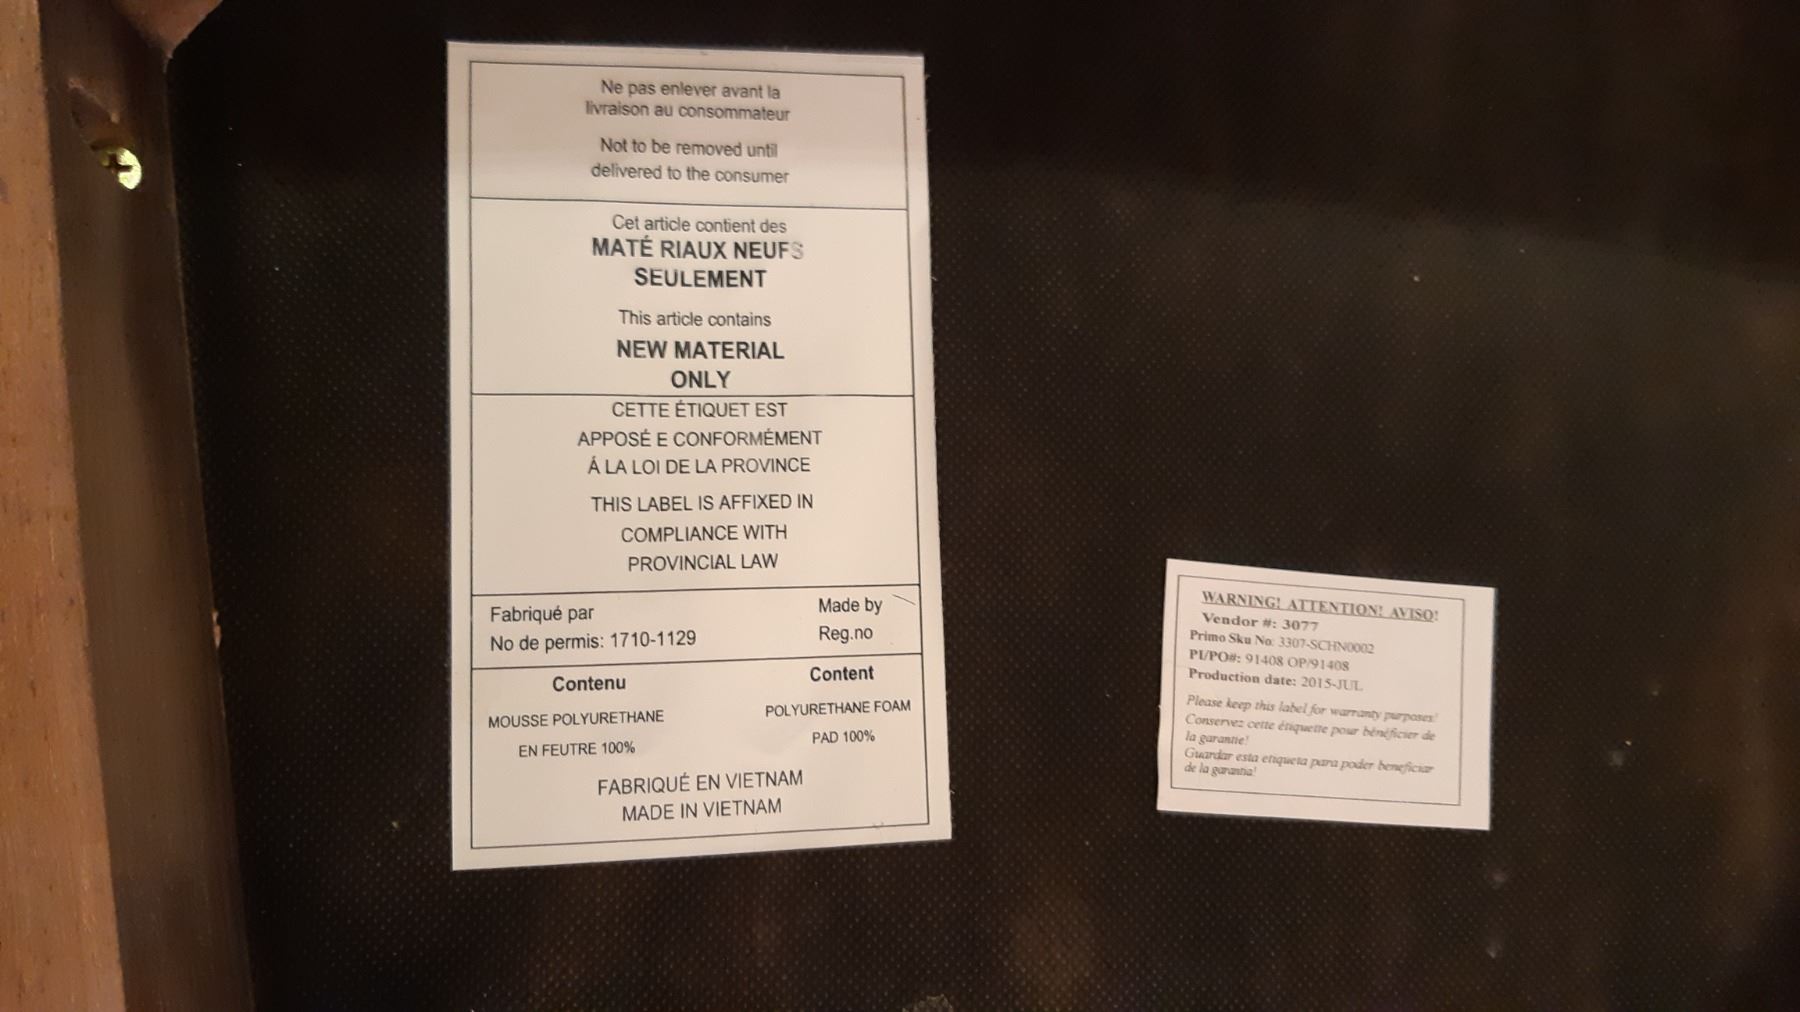 Ne pas enlever avant la
livraison au consommateur
Not to be removed until
delivered to the consumer
Cet article contient des
MATÉ RIAUX NEUFS
SEULEMENT
This article contains
NEW MATERIAL
ONLY
CETTE ÉTIQUET EST
APPOSÉ E CONFORMÉMENT
Á LA LOI DE LA PROVINCE
THIS LABEL IS AFFIXED IN
COMPLIANCE WITH
PROVINCIAL LAW
Fabriqué par Made by
No de permis: 1710-1129 Reg.no
Contenu Content
MOUSSE POLYURETHANE POLYURETHANE FOAM
EN FEUTRE 100% PAD 100%
FABRIQUÉ EN VIETNAM
MADE IN VIETNAM
WARNING! ATTENTION! AVISO!
Vendor #: 3077
Primo Sku No: 3307-SCHN0002
PI/PO#: 91408 OP/91408
Production date: 2015-JUL
Please keep this label for warranty purposes!
Conservez cette étiquette pour bénéficier de
la garantie!
Guardar esta etiqueta para poder beneficiar
de la garantia!